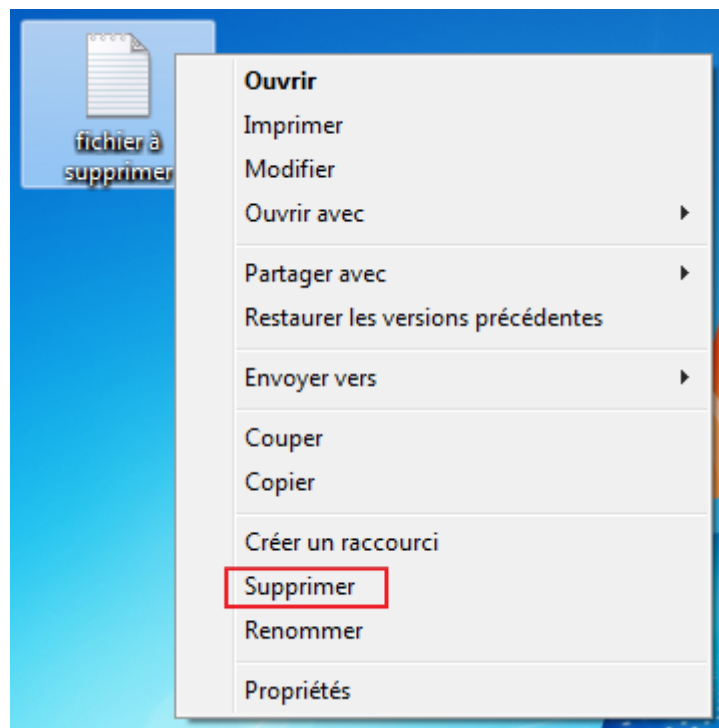 fichier à
supprimer
Ouvrir
Imprimer
Modifier
Ouvrir avec
Partager avec
Restaurer les versions précédentes
Envoyer vers
Couper
Copier
Créer un raccourci
Supprimer
Renommer
Propriétés